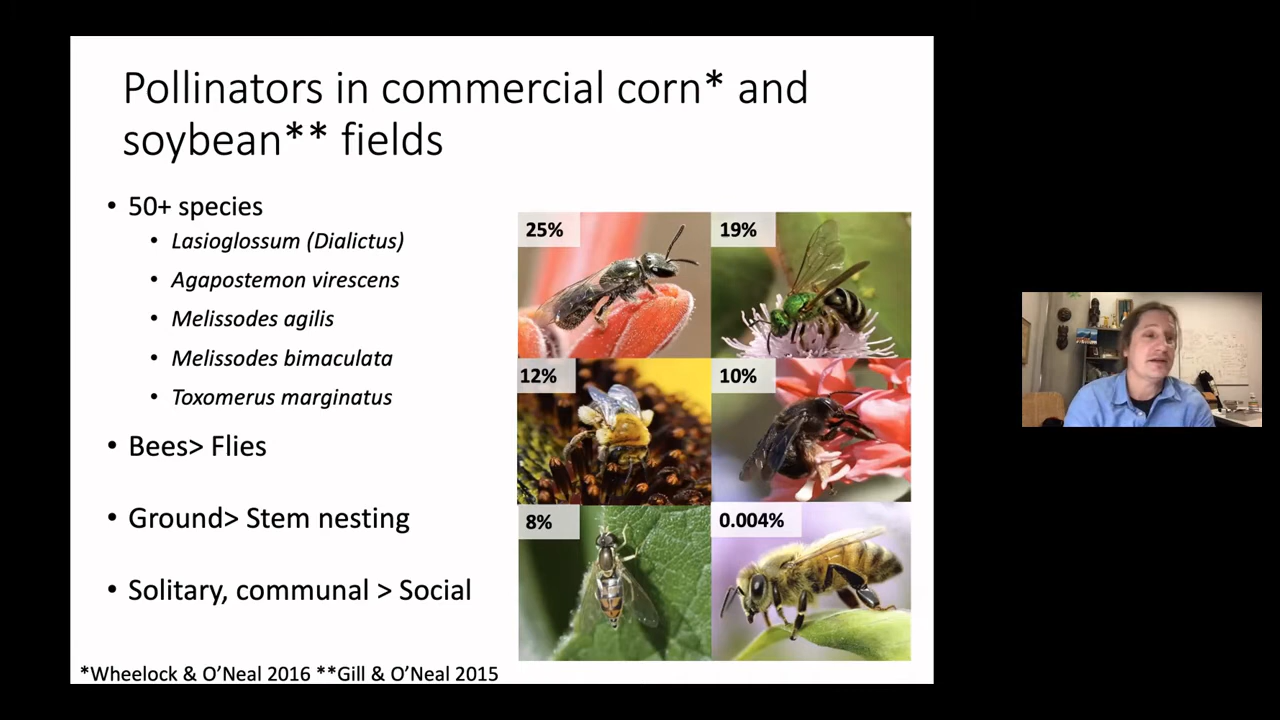 Pollinators in commercial corn* and
soybean** fields
• 50+ species
• Lasioglossum (Dialictus)
• Agapostemon virescens
• Melissodes agilis
• Melissodes bimaculata
• Toxomerus marginatus
• Bees> Flies
• Ground> Stem nesting
• Solitary, communal > Social
25%
19%
12%
10%
8%
0.004%
*Wheelock & O’Neal 2016 **Gill & O’Neal 2015